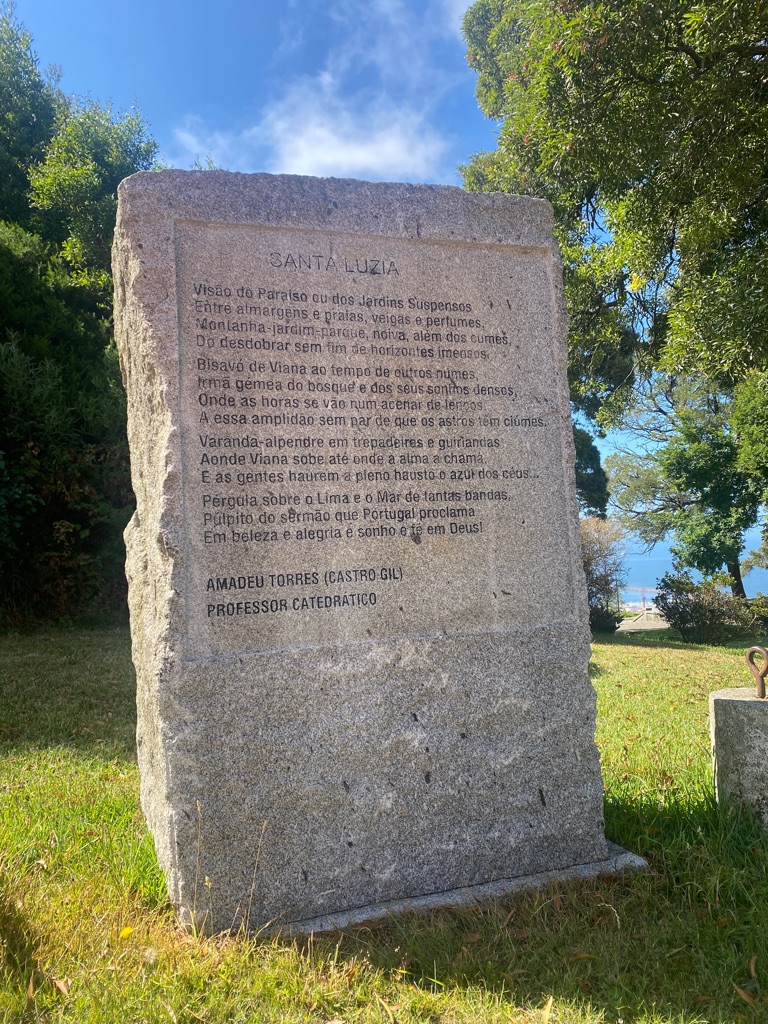 SANTA LUZIA
Visão do Paraíso ou dos Jardins Suspensos
Entre almargens e praias, veigas e perfumes,
Montanha-jardim-parque, noiva, além dos cumes,
Do desdobrar sem fim de horizontes imensos.
Bisavó de Viana ao tempo de outros numes,
Irmã gémea do bosque e dos seus sonhos densos,
Onde as horas se vão num acenar de lenços
A essa amplidão sem par de que os astros têm ciúmes.
Varanda-alpendre em trepadeiras e guirlandas
Aonde Viana sobe até onde a alma a chama,
E as gentes haurem a pleno hausto o azul dos céus...
Pérgula sobre o Lima e o Mar de tantas bandas,
Púlpito do sermão que Portugal proclama
Em beleza e alegria e sonho e fé em Deus!
AMADEU TORRES (CASTRO GIL)
PROFESSOR CATEDRÁTICO